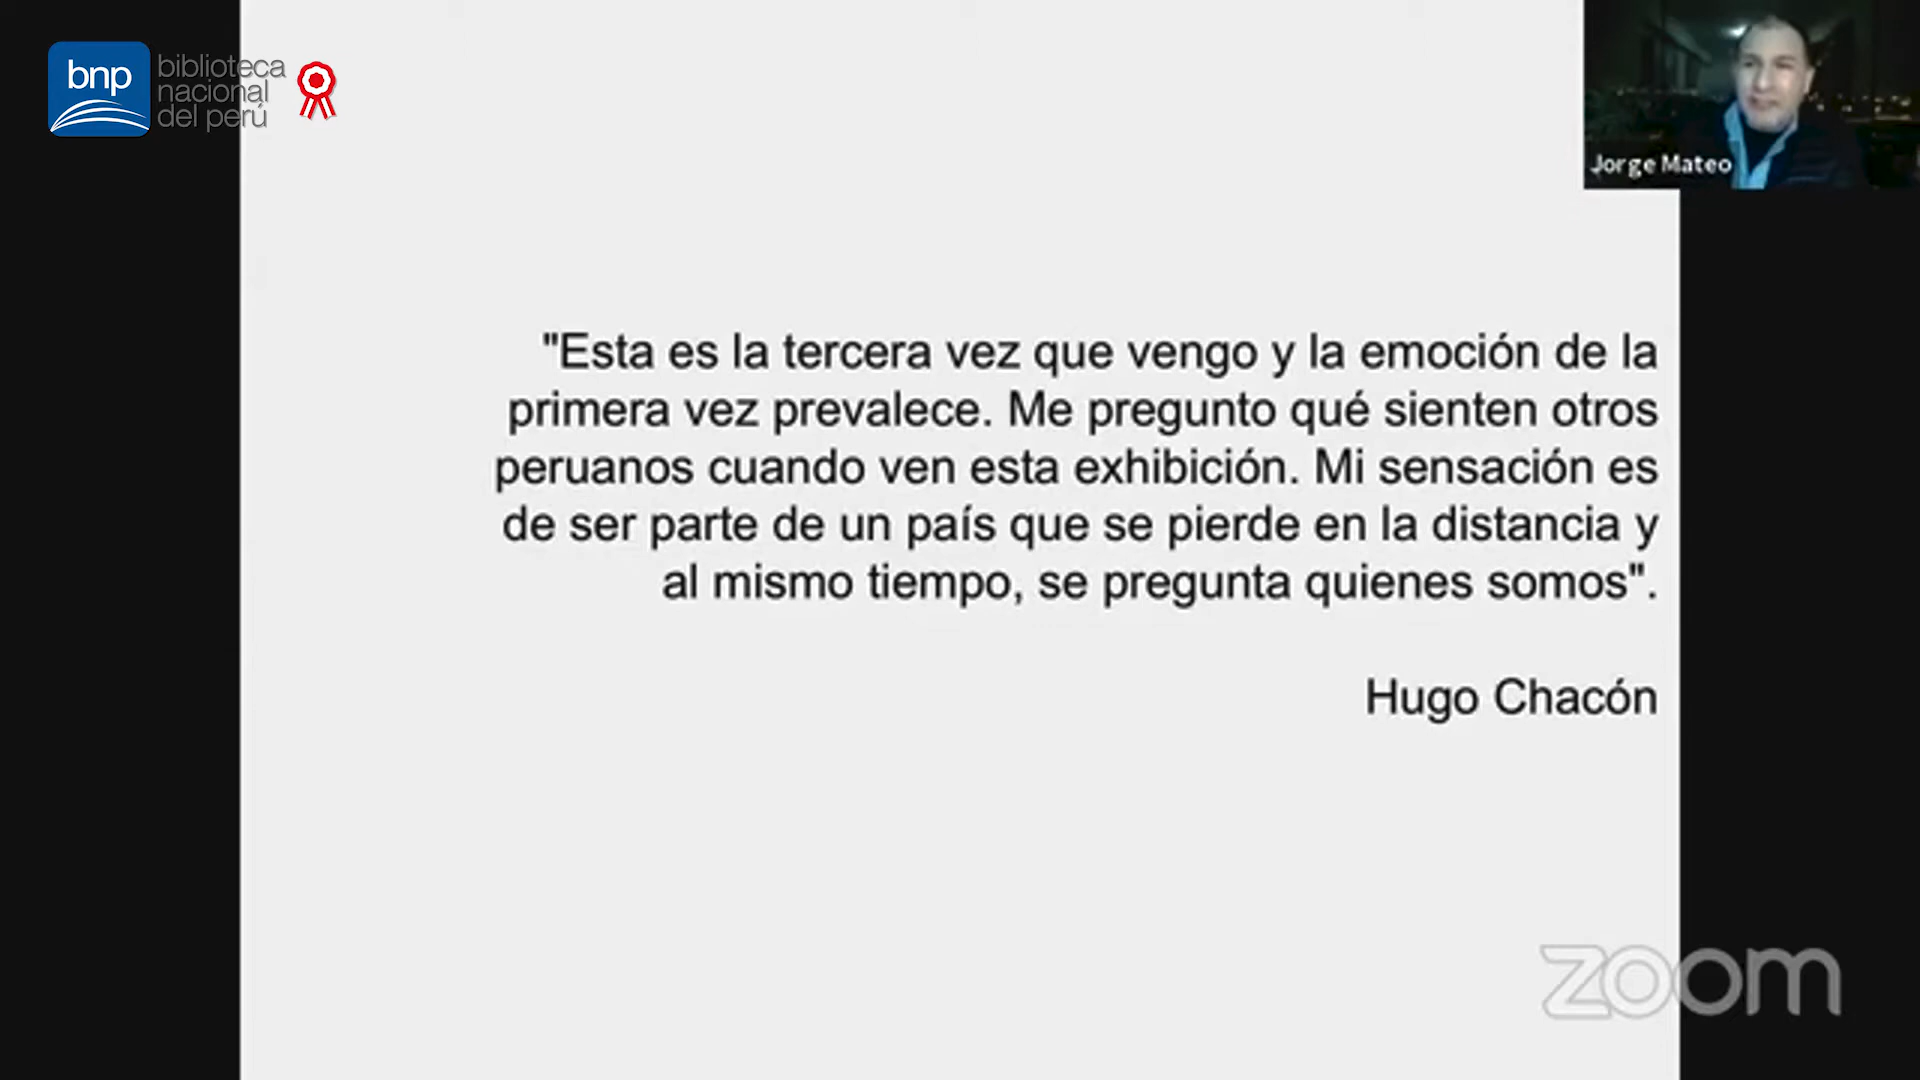 bnp
biblioteca
nacional
del perú
Jorge Mateo
"Esta es la tercera vez que vengo y la emoción de la
primera vez prevalece. Me pregunto qué sienten otros
peruanos cuando ven esta exhibición. Mi sensación es
de ser parte de un país que se pierde en la distancia y
al mismo tiempo, se pregunta quienes somos".
Hugo Chacón
zoom